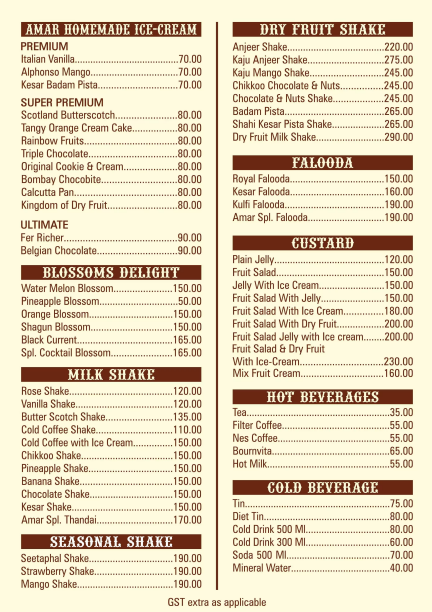 AMAR HOMEMADE ICE-CREAM
PREMIUM
Italian Vanilla..........70.00
Alphonso Mango..........70.00
Kesar Badam Pista..........70.00
SUPER PREMIUM
Scotland Butterscotch..........80.00
Tangy Orange Cream Cake..........80.00
Rainbow Fruits..........80.00
Triple Chocolate..........80.00
Original Cookie & Cream..........80.00
Bombay Chocobite..........80.00
Calcutta Pan..........80.00
Kingdom of Dry Fruit..........80.00
ULTIMATE
Fer Richer..........90.00
Belgian Chocolate..........90.00
BLOSSOMS DELIGHT
Water Melon Blossom..........150.00
Pineapple Blossom..........50.00
Orange Blossom..........150.00
Shagun Blossom..........150.00
Black Current..........165.00
Spl. Cocktail Blossom..........165.00
MILK SHAKE
Rose Shake..........120.00
Vanilla Shake..........120.00
Butter Scotch Shake..........135.00
Cold Coffee Shake..........110.00
Cold Coffee with Ice Cream..........150.00
Chikkoo Shake..........150.00
Pineapple Shake..........150.00
Banana Shake..........150.00
Chocolate Shake..........150.00
Kesar Shake..........150.00
Amar Spl. Thandai..........170.00
SEASONAL SHAKE
Seetaphal Shake..........190.00
Strawberry Shake..........190.00
Mango Shake..........190.00
DRY FRUIT SHAKE
Anjeer Shake..........220.00
Kaju Anjeer Shake..........275.00
Kaju Mango Shake..........245.00
Chikkoo Chocolate & Nuts..........245.00
Chocolate & Nuts Shake..........245.00
Badam Pista..........265.00
Shahi Kesar Pista Shake..........265.00
Dry Fruit Milk Shake..........290.00
FALOODA
Royal Falooda..........150.00
Kesar Falooda..........160.00
Kulfi Falooda..........190.00
Amar Spl. Falooda..........190.00
CUSTARD
Plain Jelly..........120.00
Fruit Salad..........150.00
Jelly With Ice Cream..........150.00
Fruit Salad With Jelly..........150.00
Fruit Salad With Ice Cream..........180.00
Fruit Salad With Dry Fruit..........200.00
Fruit Salad Jelly with Ice cream..........200.00
Fruit Salad & Dry Fruit
With Ice-Cream..........230.00
Mix Fruit Cream..........160.00
HOT BEVERAGES
Tea..........35.00
Filter Coffee..........55.00
Nes Coffee..........55.00
Bournvita..........65.00
Hot Milk..........55.00
COLD BEVERAGE
Tin..........75.00
Diet Tin..........80.00
Cold Drink 500 Ml..........80.00
Cold Drink 300 Ml..........60.00
Soda 500 Ml..........70.00
Mineral Water..........40.00
GST extra as applicable